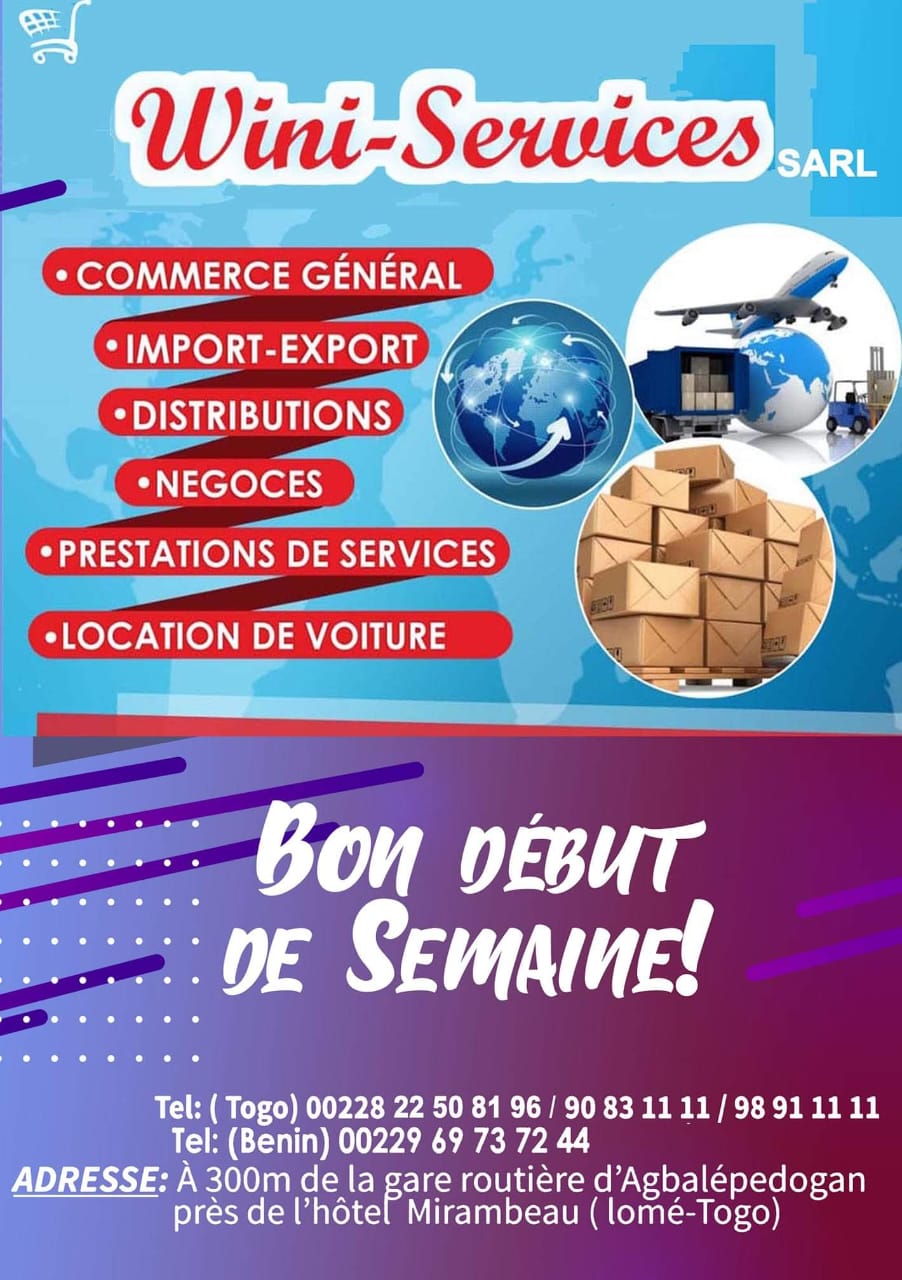 Wini-Services
SARL
• COMMERCE GÉNÉRAL
• IMPORT-EXPORT
• DISTRIBUTIONS
• NEGOCES
• PRESTATIONS DE SERVICES
• LOCATION DE VOITURE
BON DÉBUT
DE SEMAINE!
Tel: ( Togo) 00228 22 50 81 96 / 90 83 11 11 / 98 91 11 11
Tel: (Benin) 00229 69 73 72 44
ADRESSE: À 300m de la gare routière d’Agbalépedogan
près de l’hôtel Mirambeau ( lomé-Togo)